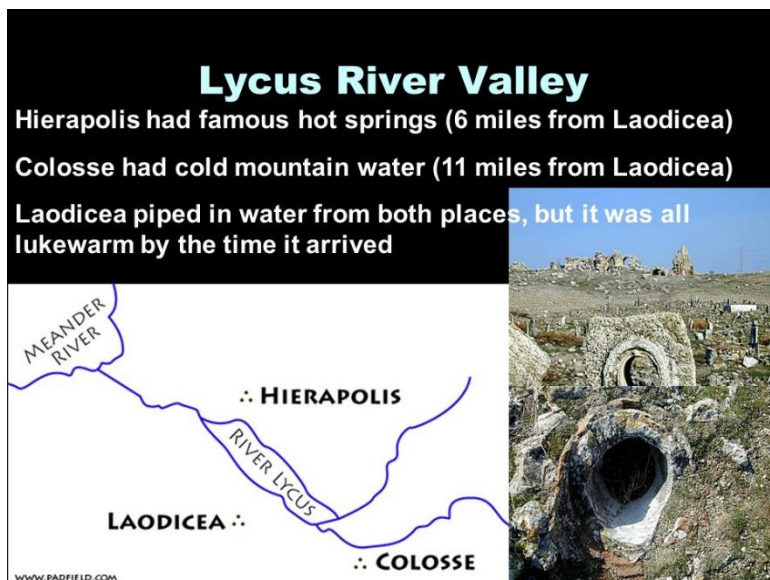 Lycus River Valley
Hierapolis had famous hot springs (6 miles from Laodicea)
Colosse had cold mountain water (11 miles from Laodicea)
Laodicea piped in water from both places, but it was all
lukewarm by the time it arrived
MEANDER
RIVER
HIERAPOLIS
RIVER LYCUS
LAODICEA
COLOSSE
WWW.PADFIELD.COM